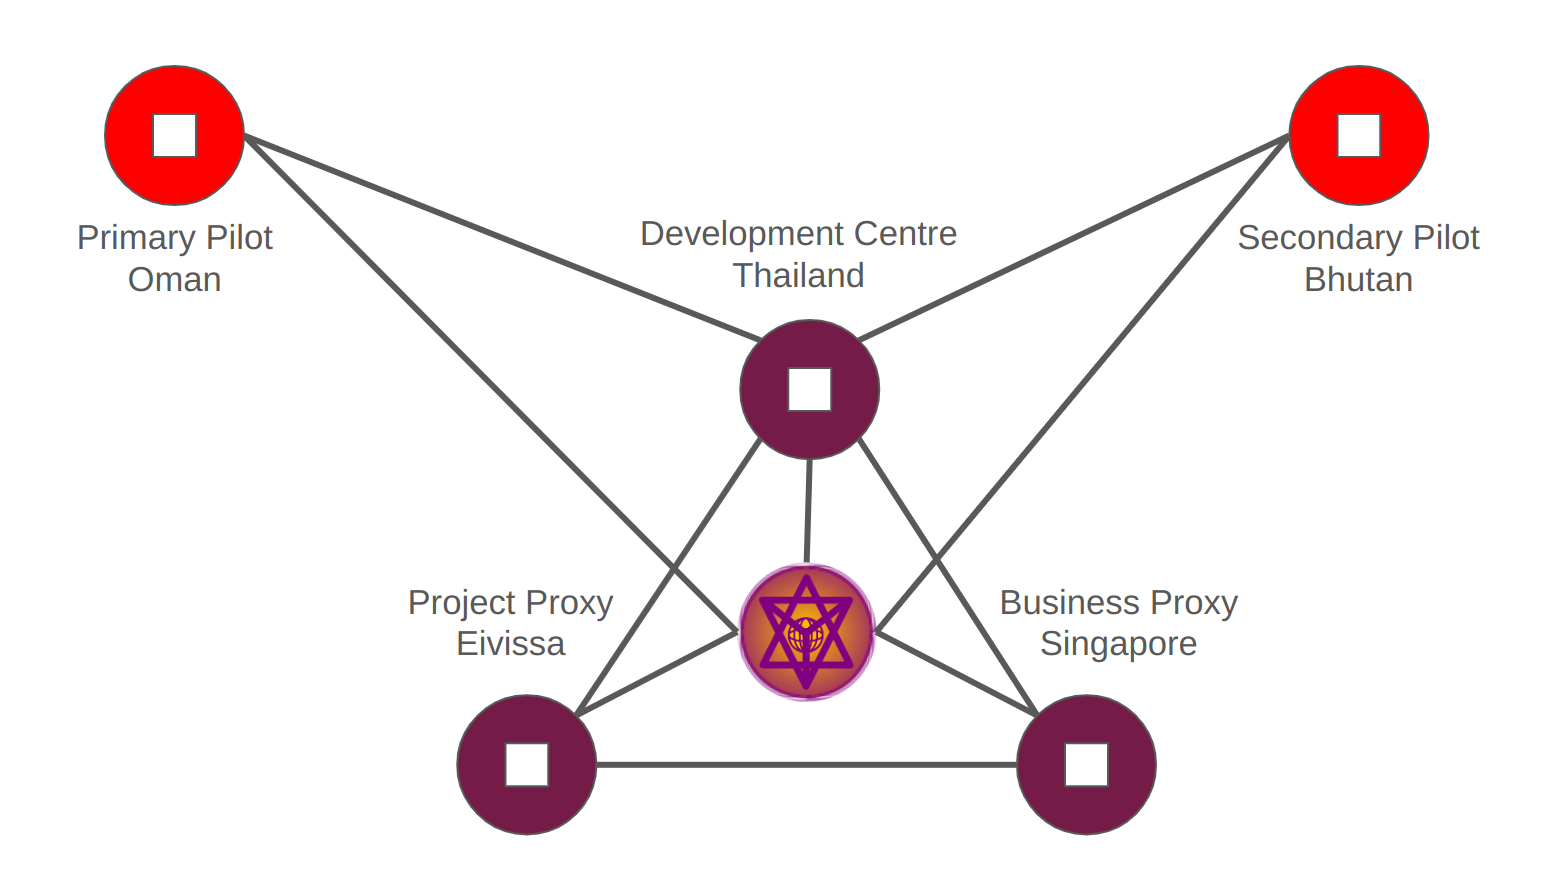 Primary Pilot
Oman
Development Centre
Thailand
Secondary Pilot
Bhutan
Project Proxy
Eivissa
Business Proxy
Singapore